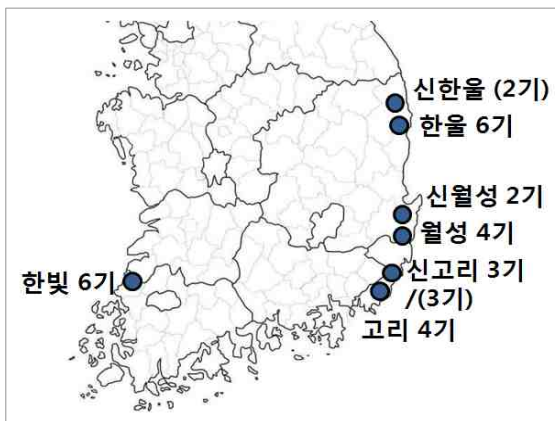 신한울 (2기)
한울 6기
신월성 2기
월성 4기
한빛 6기
신고리 3기
/(3기)
고리 4기